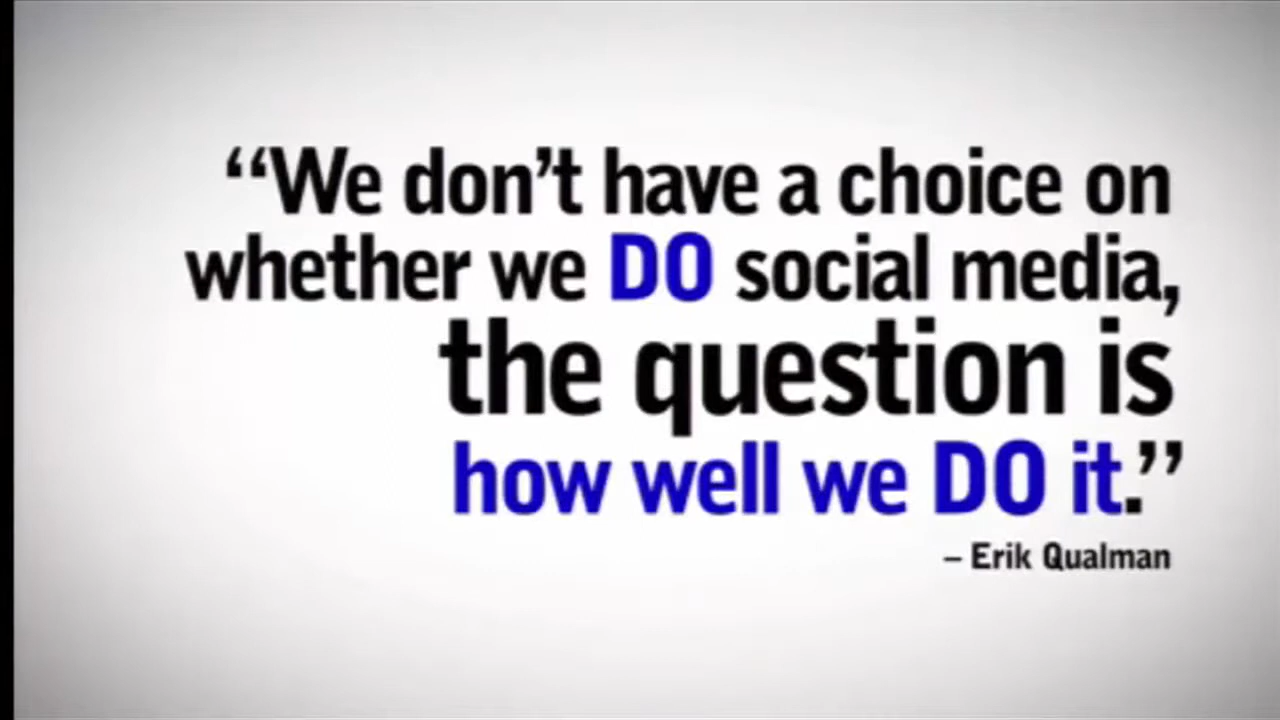 “We don’t have a choice on
whether we DO social media,
the question is
how well we DO it.”
– Erik Qualman